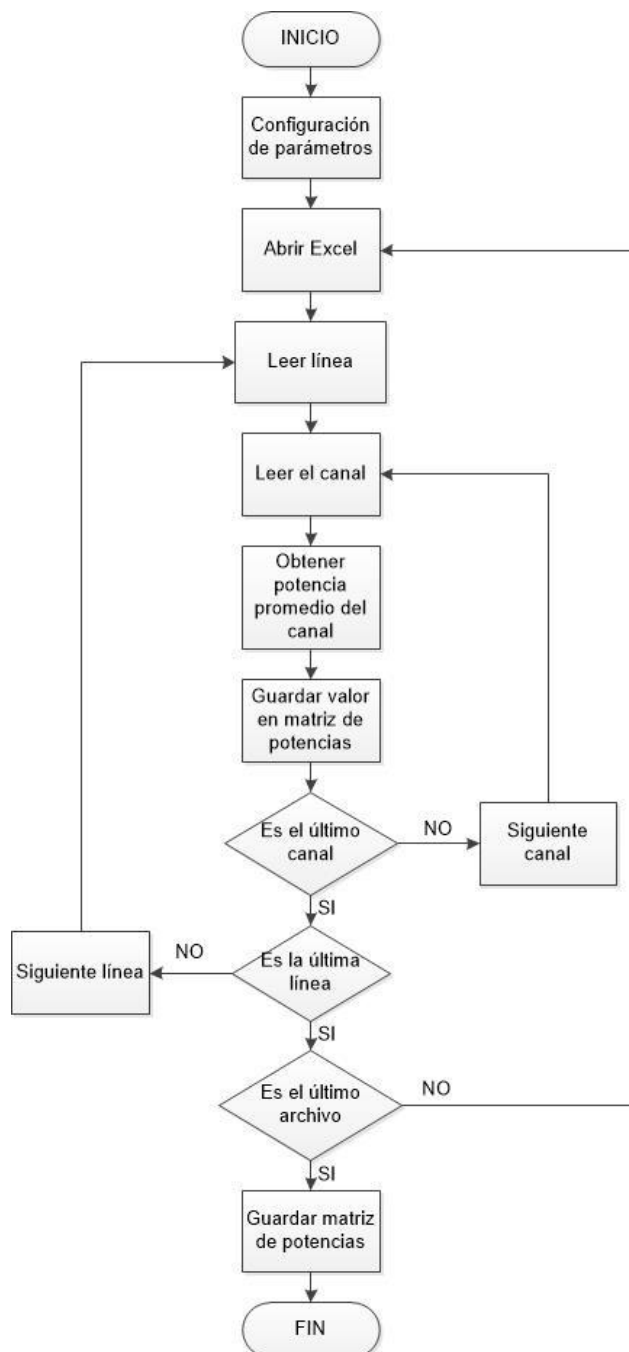 INICIO
Configuración
de parámetros
Abrir Excel
Leer línea
Leer el canal
Obtener
potencia
promedio del
canal
Guardar valor
en matriz de
potencias
Es el último
canal
NO
Siguiente
canal
SI
Es la última
línea
NO
Siguiente línea
SI
Es el último
archivo
NO
SI
Guardar matriz
de potencias
FIN